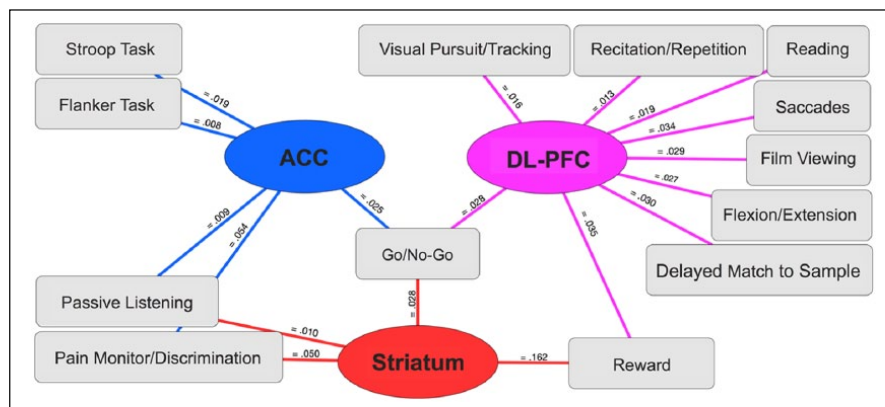 Stroop Task
Flanker Task
Visual Pursuit/Tracking
Recitation/Repetition
Reading
Saccades
Film Viewing
Flexion/Extension
Delayed Match to Sample
ACC
DL-PFC
= .019
= .008
= .016
= .013
= .019
= .034
= .029
= .027
= .030
= .009
= .054
= .025
= .028
= .035
Go/No-Go
Passive Listening
Pain Monitor/Discrimination
= .028
= .010
= .050
Striatum
= .162
Reward